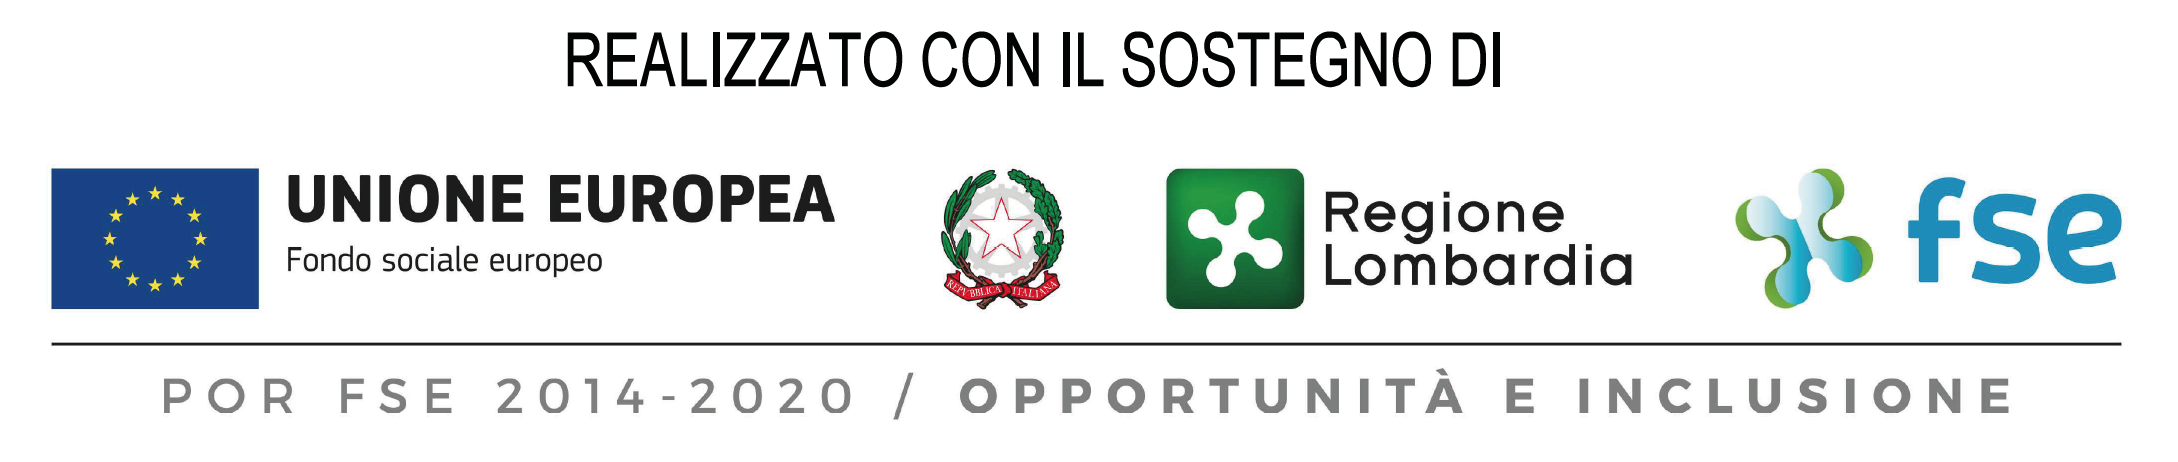 REALIZZATO CON IL SOSTEGNO DI
UNIONE EUROPEA
Fondo sociale europeo
REPVBBLICA ITALIANA
Regione
Lombardia
fse
POR FSE 2014-2020 / OPPORTUNITÀ E INCLUSIONE